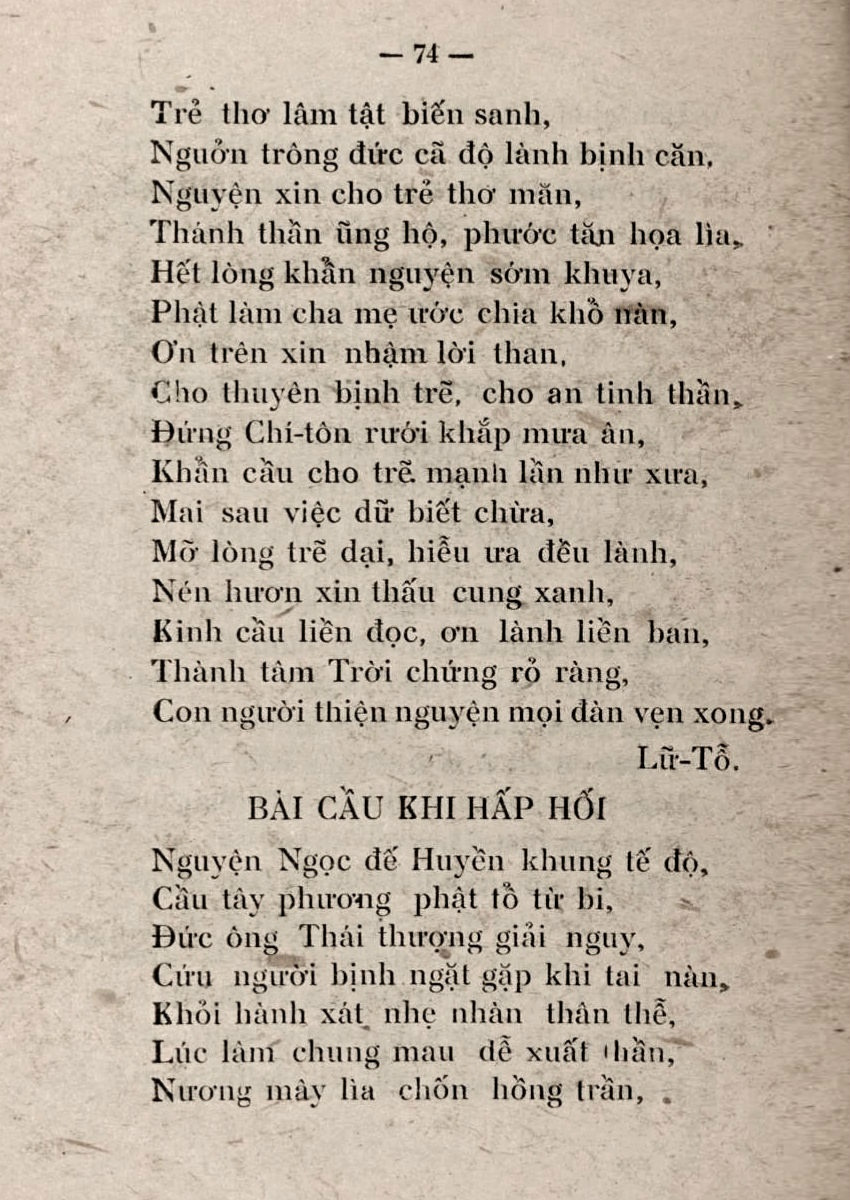 — 74 —
Trẻ thơ lâm tật biến sanh,
Nguởn trông đức cã độ lành bịnh căn,
Nguyện xin cho trẻ thơ măn,
Thánh thần ũng hộ, phước tăn họa lìa,
Hết lòng khẩn nguyện sớm khuya,
Phật làm cha mẹ ước chia khổ nàn,
Ơn trên xin nhậm lời than,
Cho thuyên bịnh trẽ, cho an tinh thần,
Đứng Chí-tôn rưới khắp mưa ân,
Khẩn cầu cho trẽ mạnh lần như xưa,
Mai sau việc dữ biết chừa,
Mỡ lòng trẽ dại, hiễu ưa đều lành,
Nén hươn xin thấu cung xanh,
Kinh cầu liền đọc, ơn lành liền ban,
Thành tâm Trời chứng rỏ ràng,
Con người thiện nguyện mọi đàn vẹn xong.
Lữ-Tỗ.
BÀI CẦU KHI HẤP HỐI
Nguyện Ngọc đế Huyền khung tế độ,
Cầu tây phương phật tổ từ bi,
Đức ông Thái thượng giải nguy,
Cứu người bịnh ngặt gặp khi tai nàn,
Khỏi hành xát nhẹ nhàn thân thễ,
Lúc lâm chung mau dễ xuất thần,
Nương mây lìa chốn hồng trần,